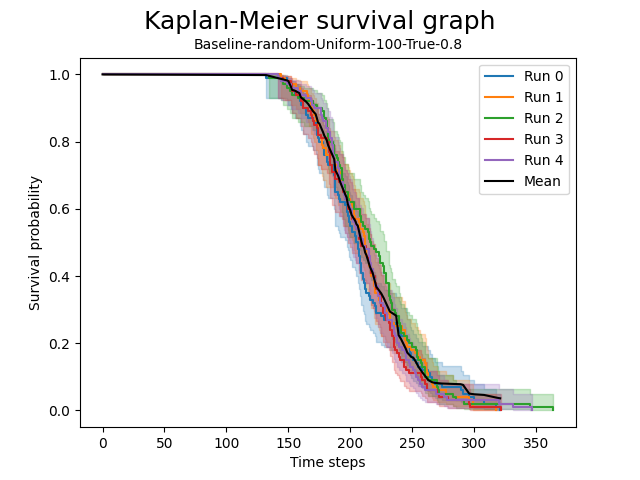 Kaplan-Meier survival graph
Baseline-random-Uniform-100-True-0.8
Survival probability
1.0
0.8
0.6
0.4
0.2
0.0
Run 0
Run 1
Run 2
Run 3
Run 4
Mean
0 50 100 150 200 250 300 350
Time steps